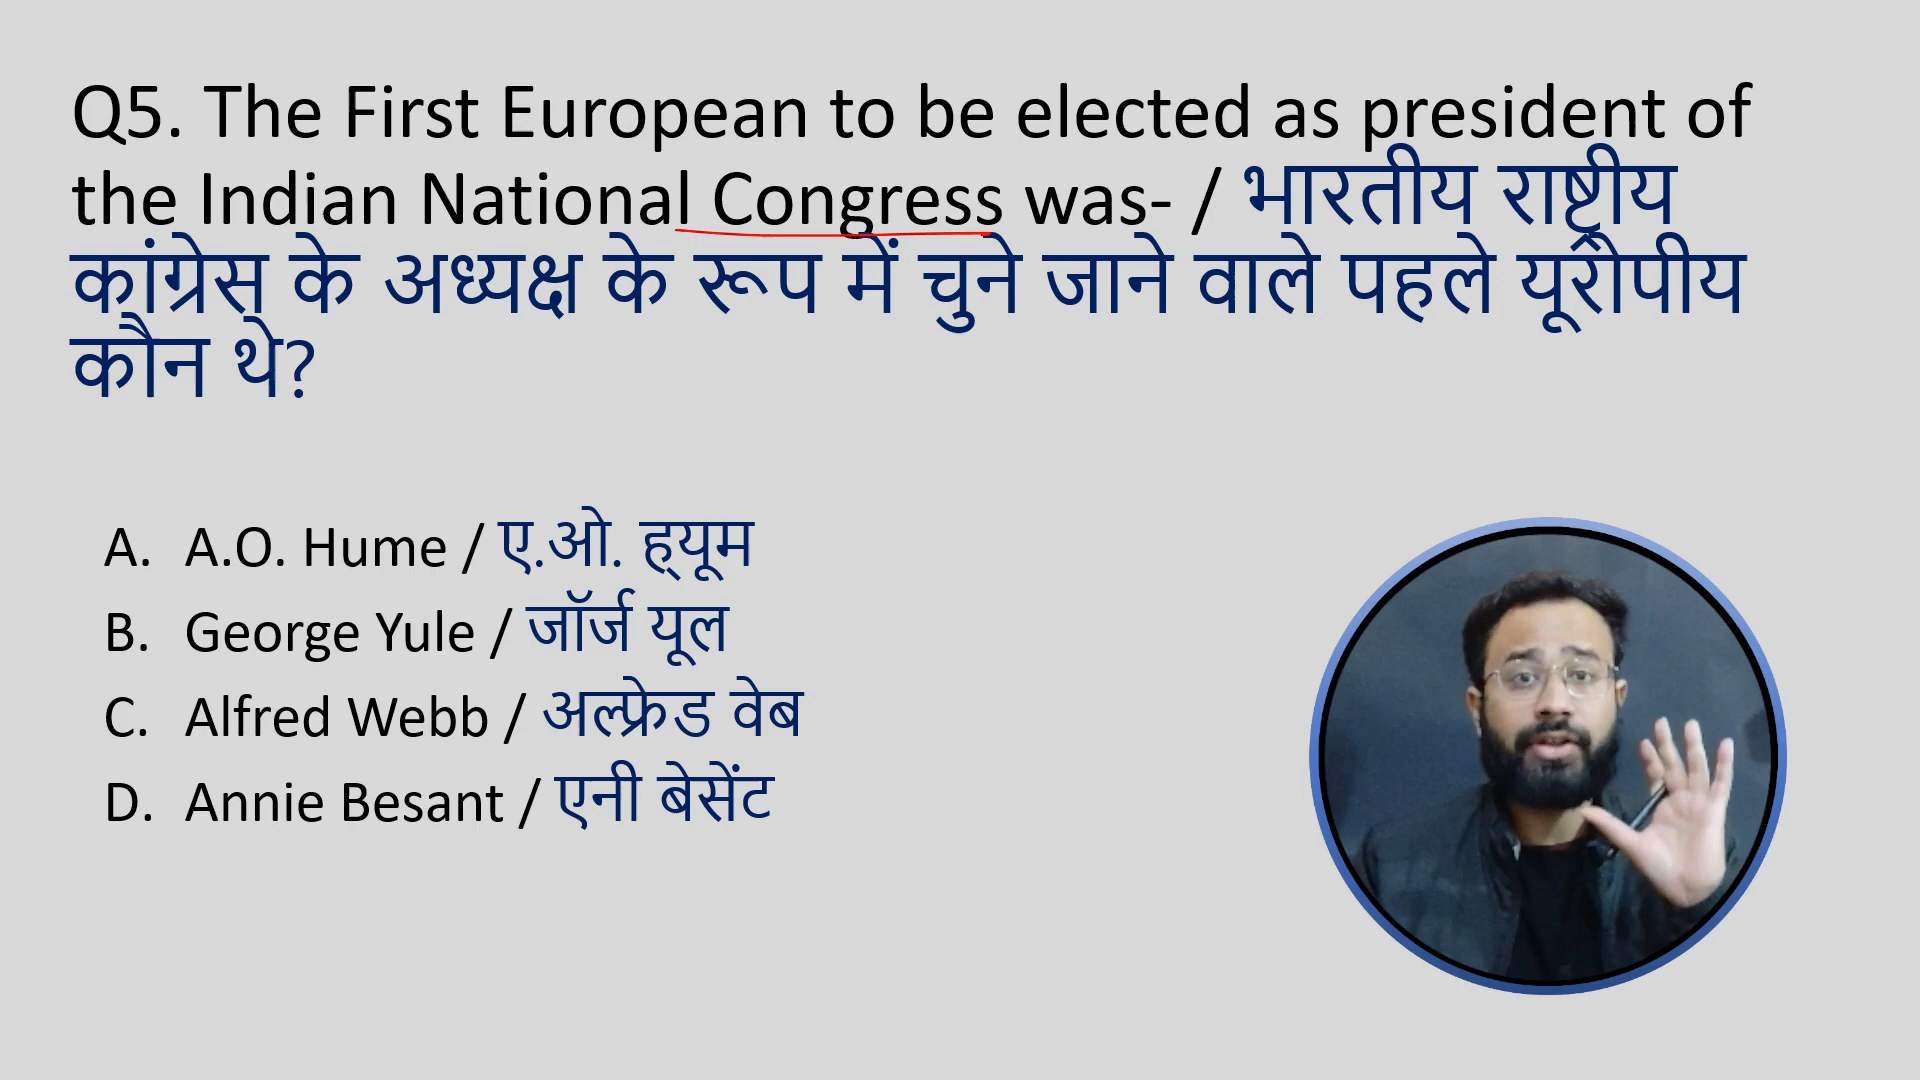 Q5. The First European to be elected as president of
the Indian National Congress was- / भारतीय राष्ट्रीय
कांग्रेस के अध्यक्ष के रूप में चुने जाने वाले पहले यूरोपीय
कौन थे?
A. A.O. Hume / ए.ओ. ह्यूम
B. George Yule / जॉर्ज यूल
C. Alfred Webb / अल्फ्रेड वेब
D. Annie Besant / एनी बेसेंट